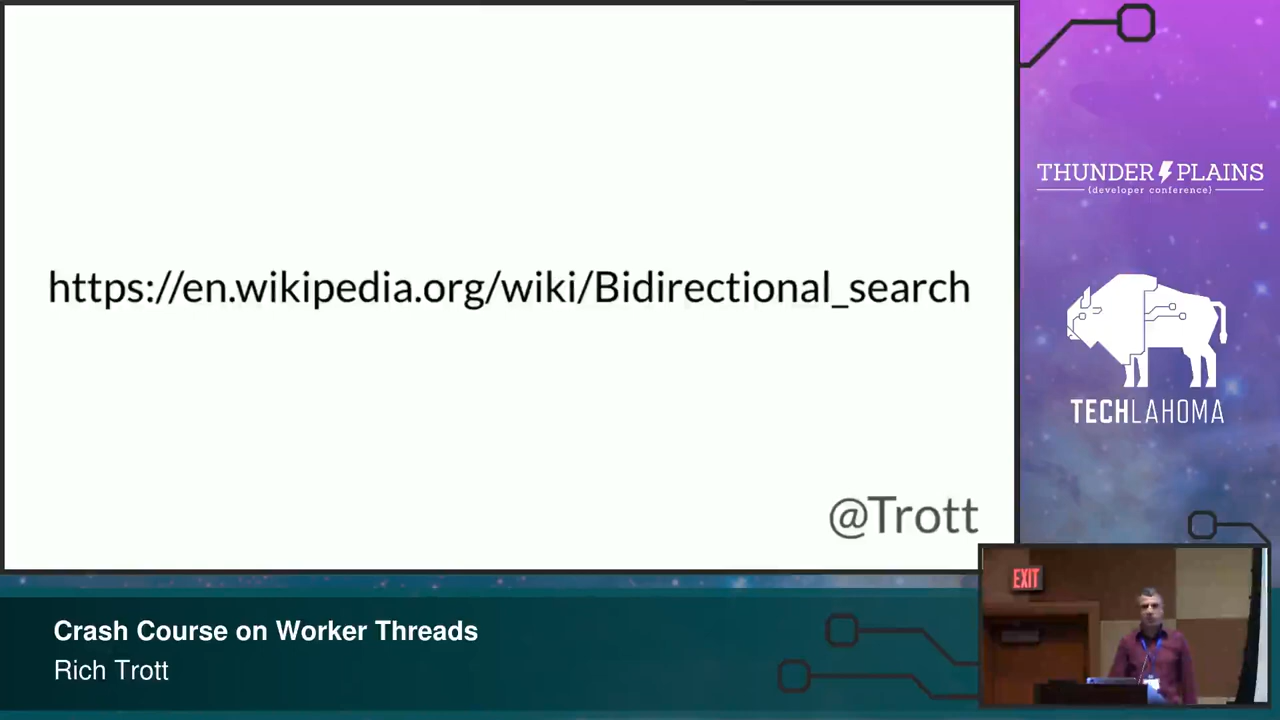 https://en.wikipedia.org/wiki/Bidirectional_search
@Trott
THUNDER PLAINS
{developer conference}
TECHLAHOMA
EXIT
Crash Course on Worker Threads
Rich Trott